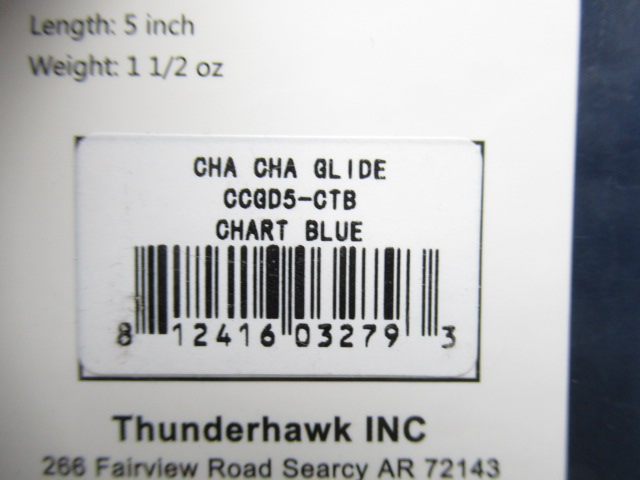 Length: 5 inch
Weight: 1 1/2 oz
CHA CHA GLIDE
CCGD5-CTB
CHART BLUE
8 12416 03279 3
Thunderhawk INC
266 Fairview Road Searcy AR 72143